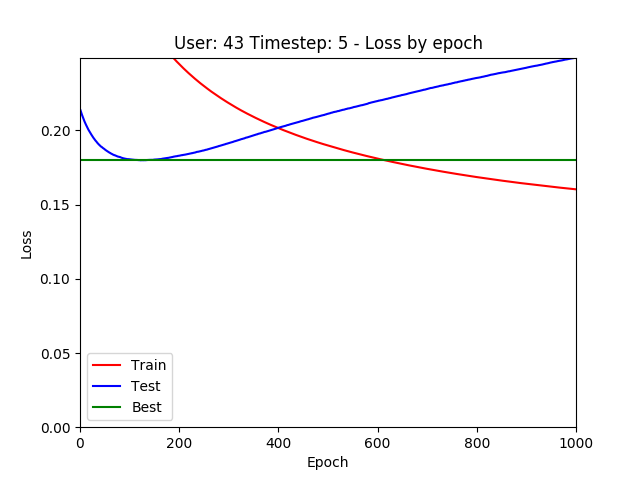 User: 43 Timestep: 5 - Loss by epoch
Loss
0.20
0.15
0.10
0.05
0.00
Train
Test
Best
0 200 400 600 800 1000
Epoch